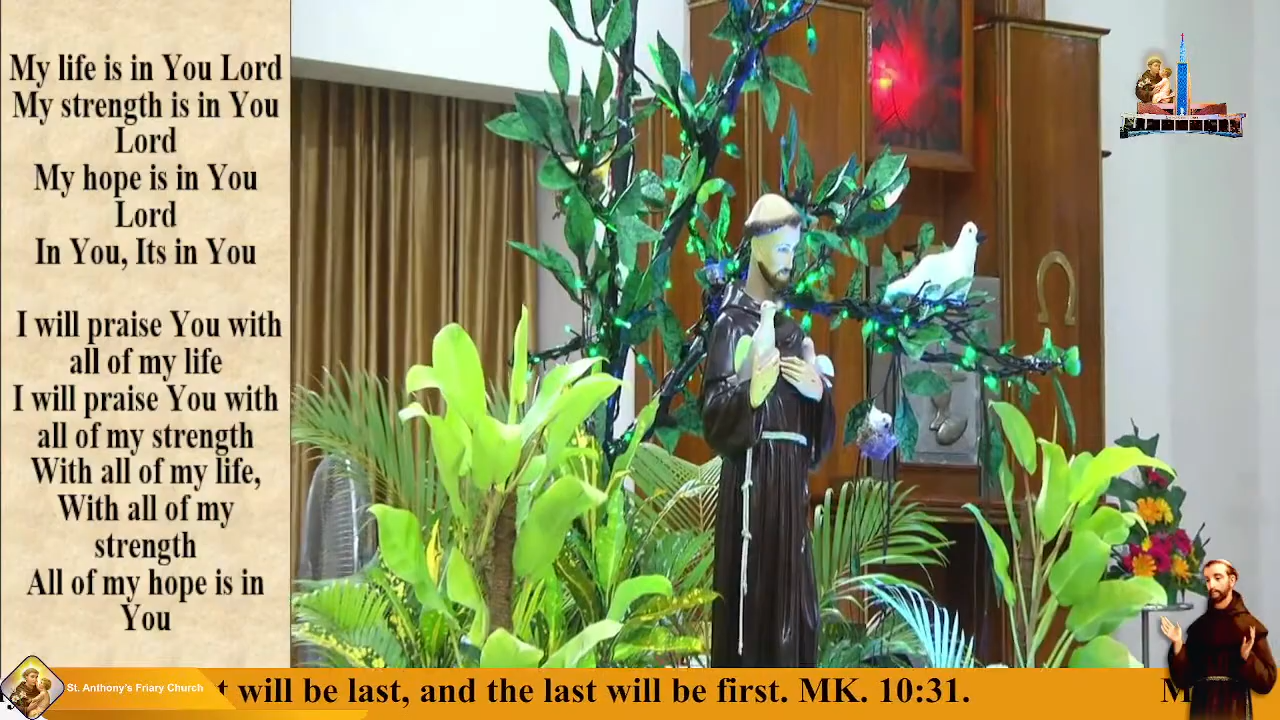 My life is in You Lord
My strength is in You
Lord
My hope is in You
Lord
In You, Its in You
I will praise You with
all of my life
I will praise You with
all of my strength
With all of my life,
With all of my
strength
All of my hope is in
You
St. Anthony's Friary Church
t will be last, and the last will be first. MK. 10:31.